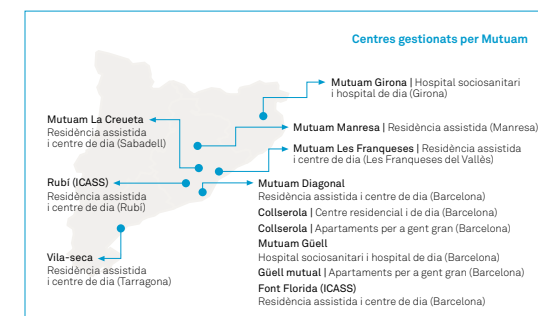 Centres gestionats per Mutuam
Mutuam Girona | Hospital sociosanitari
i hospital de dia (Girona)
Mutuam La Creueta
Residència assistida
i centre de dia (Sabadell)
Mutuam Manresa | Residència assistida (Manresa)
Mutuam Les Franqueses | Residència assistida
i centre de dia (Les Franqueses del Vallès)
Rubí (ICASS)
Residència assistida
i centre de dia (Rubí)
Mutuam Diagonal
Residència assistida i centre de dia (Barcelona)
Collserola | Centre residencial i de dia (Barcelona)
Collserola | Apartaments per a gent gran (Barcelona)
Mutuam Güell
Hospital sociosanitari i hospital de dia (Barcelona)
Güell mutual | Apartaments per a gent gran (Barcelona)
Font Florida (ICASS)
Residència assistida i centre de dia (Barcelona)
Vila-seca
Residència assistida
i centre de dia (Tarragona)